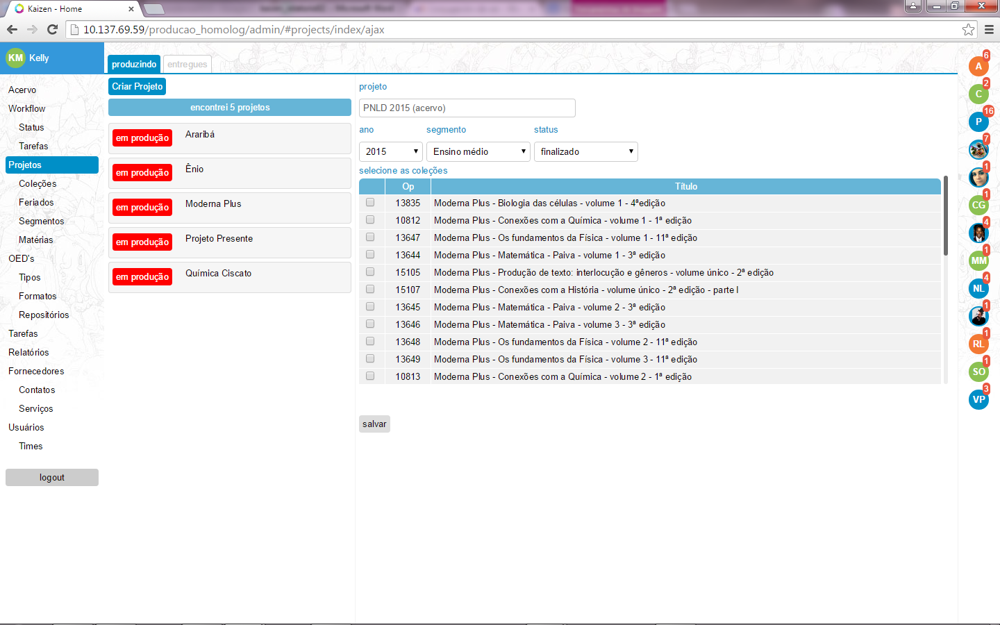 Kaizen - Home
10.137.69.59/producao_homolog/admin/#projects/index/ajax
KM Kelly
Acervo
Workflow
Status
Tarefas
Projetos
Coleções
Feriados
Segmentos
Matérias
OED's
Tipos
Formatos
Repositórios
Tarefas
Relatórios
Fornecedores
Contatos
Serviços
Usuários
Times
logout
produzindo entregues
Criar Projeto
encontrei 5 projetos
em produção Araribá
em produção Ênio
em produção Moderna Plus
em produção Projeto Presente
em produção Química Ciscato
projeto
PNLD 2015 (acervo)
ano segmento status
2015 Ensino médio finalizado
selecione as coleções
Op Título
13835 Moderna Plus - Biologia das células - volume 1 - 4ªedição
10812 Moderna Plus - Conexões com a Química - volume 1 - 1ª edição
13647 Moderna Plus - Os fundamentos da Física - volume 1 - 11ª edição
13644 Moderna Plus - Matemática - Paiva - volume 1 - 3ª edição
15105 Moderna Plus - Produção de texto: interlocução e gêneros - volume único - 2ª edição
15107 Moderna Plus - Conexões com a História - volume único - 2ª edição - parte I
13645 Moderna Plus - Matemática - Paiva - volume 2 - 3ª edição
13646 Moderna Plus - Matemática - Paiva - volume 3 - 3ª edição
13648 Moderna Plus - Os fundamentos da Física - volume 2 - 11ª edição
13649 Moderna Plus - Os fundamentos da Física - volume 3 - 11ª edição
10813 Moderna Plus - Conexões com a Química - volume 2 - 1ª edição
salvar
A 6
C 2
P 16
7
1
CG 1
4
MM 1
NL 4
1
RL 1
SO 1
VP 3